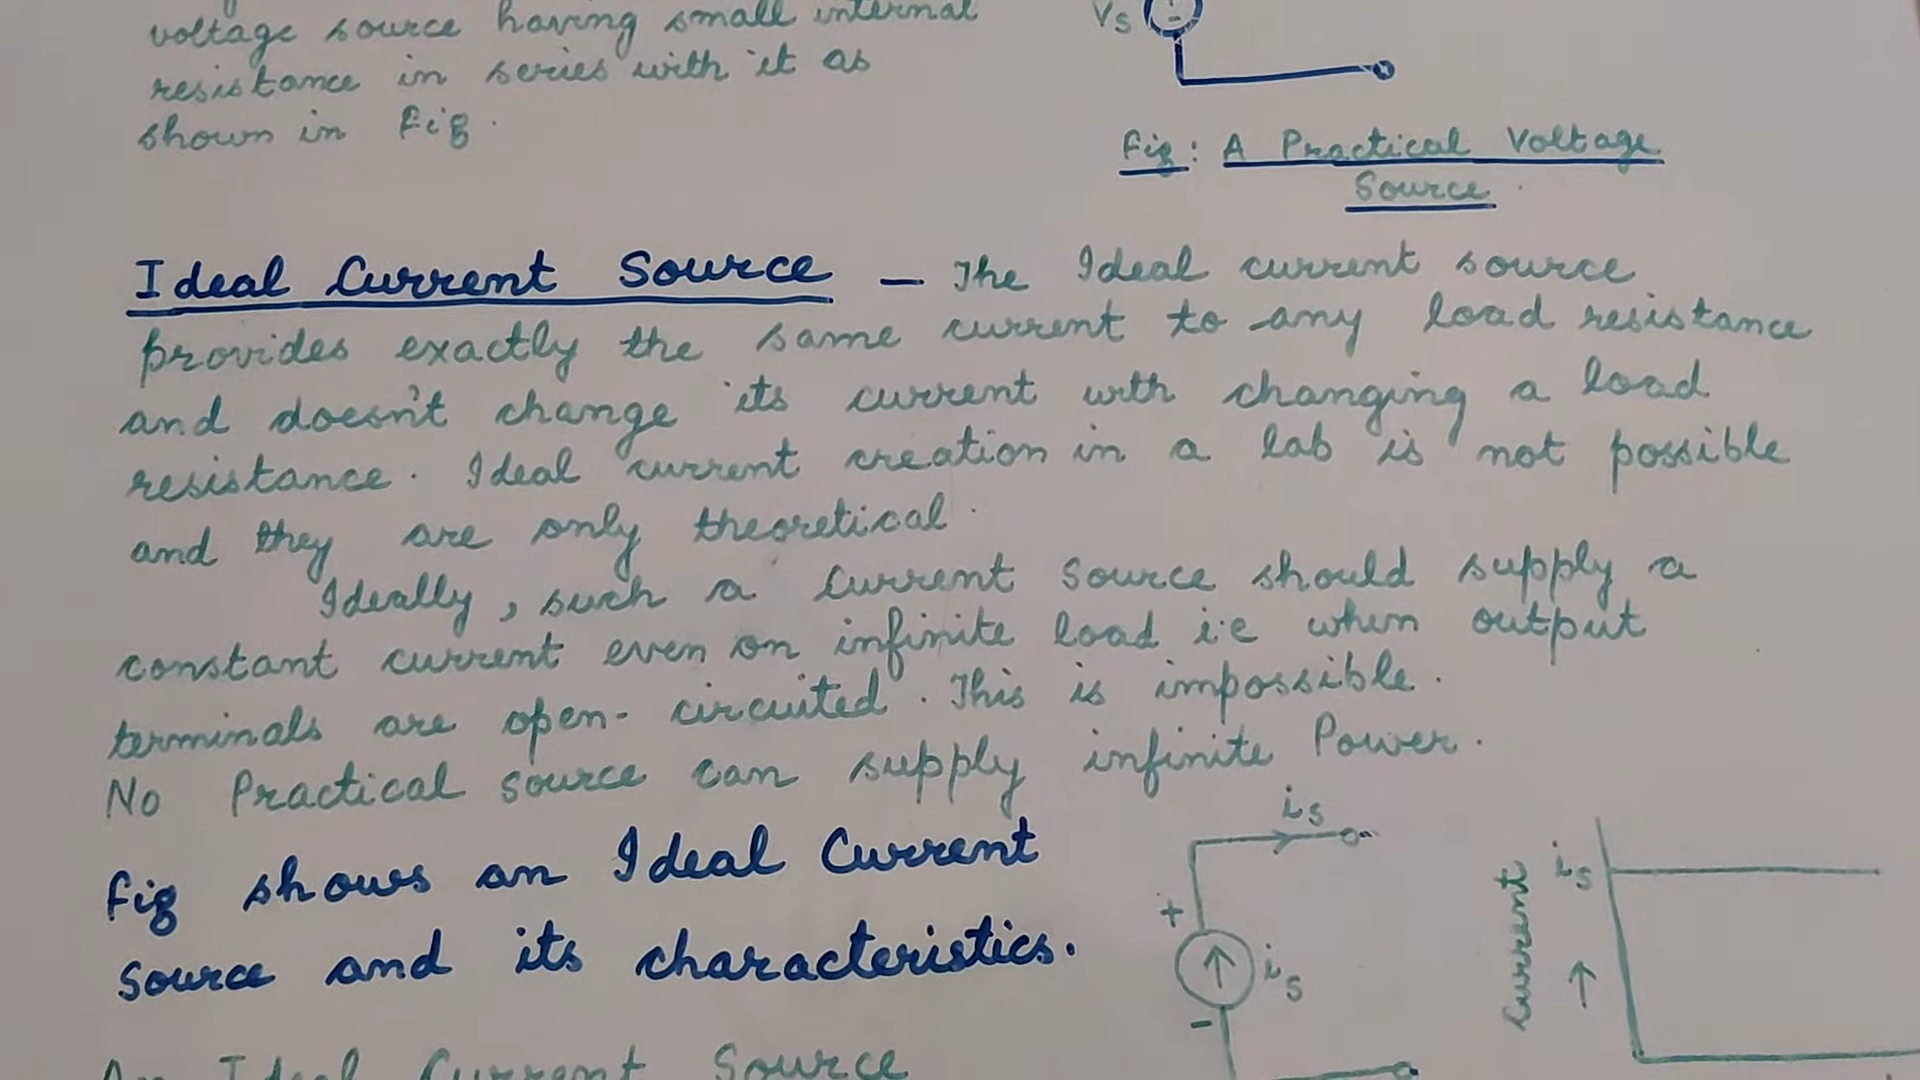 voltage source having small internal
resistance in series with it as
shown in Fig.
Vs
-
Fig: A Practical Voltage
Source.
Ideal Current Source – The Ideal current source
provides exactly the same current to any load resistance
and doesn't change its current with changing a load
resistance. Ideal current creation in a lab is not possible
and they are only theoretical.
Ideally, such a Current Source should supply a
constant current even on infinite load i.e when output
terminals are open-circuited. This is impossible.
No Practical source can supply infinite Power.
Fig shows an Ideal Current
Source and its characteristics.
is
+
is
-
is
Current
An Ideal Current Source